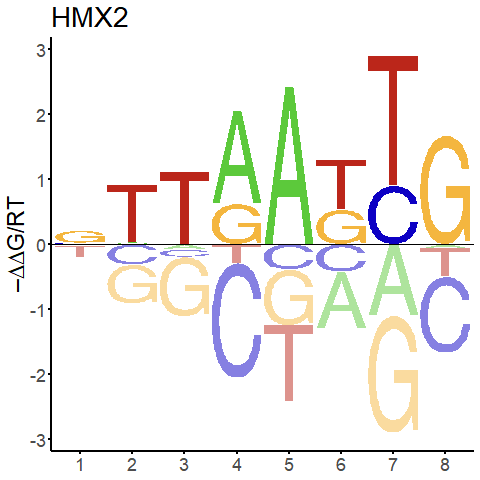 HMX2
−ΔΔG/RT
3
2
1
0
-1
-2
-3
G T T A A T T G
G G C
T C C T C C A T
C G G C G A G C
T
1 2 3 4 5 6 7 8